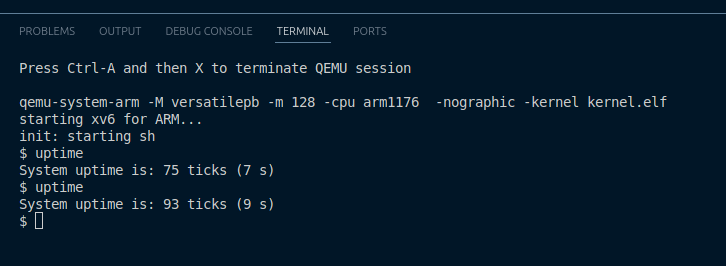 PROBLEMS OUTPUT DEBUG CONSOLE TERMINAL PORTS
Press Ctrl-A and then X to terminate QEMU session
qemu-system-arm -M versatilepb -m 128 -cpu arm1176  -nographic -kernel kernel.elf
starting xv6 for ARM...
init: starting sh
$ uptime
System uptime is: 75 ticks (7 s)
$ uptime
System uptime is: 93 ticks (9 s)
$